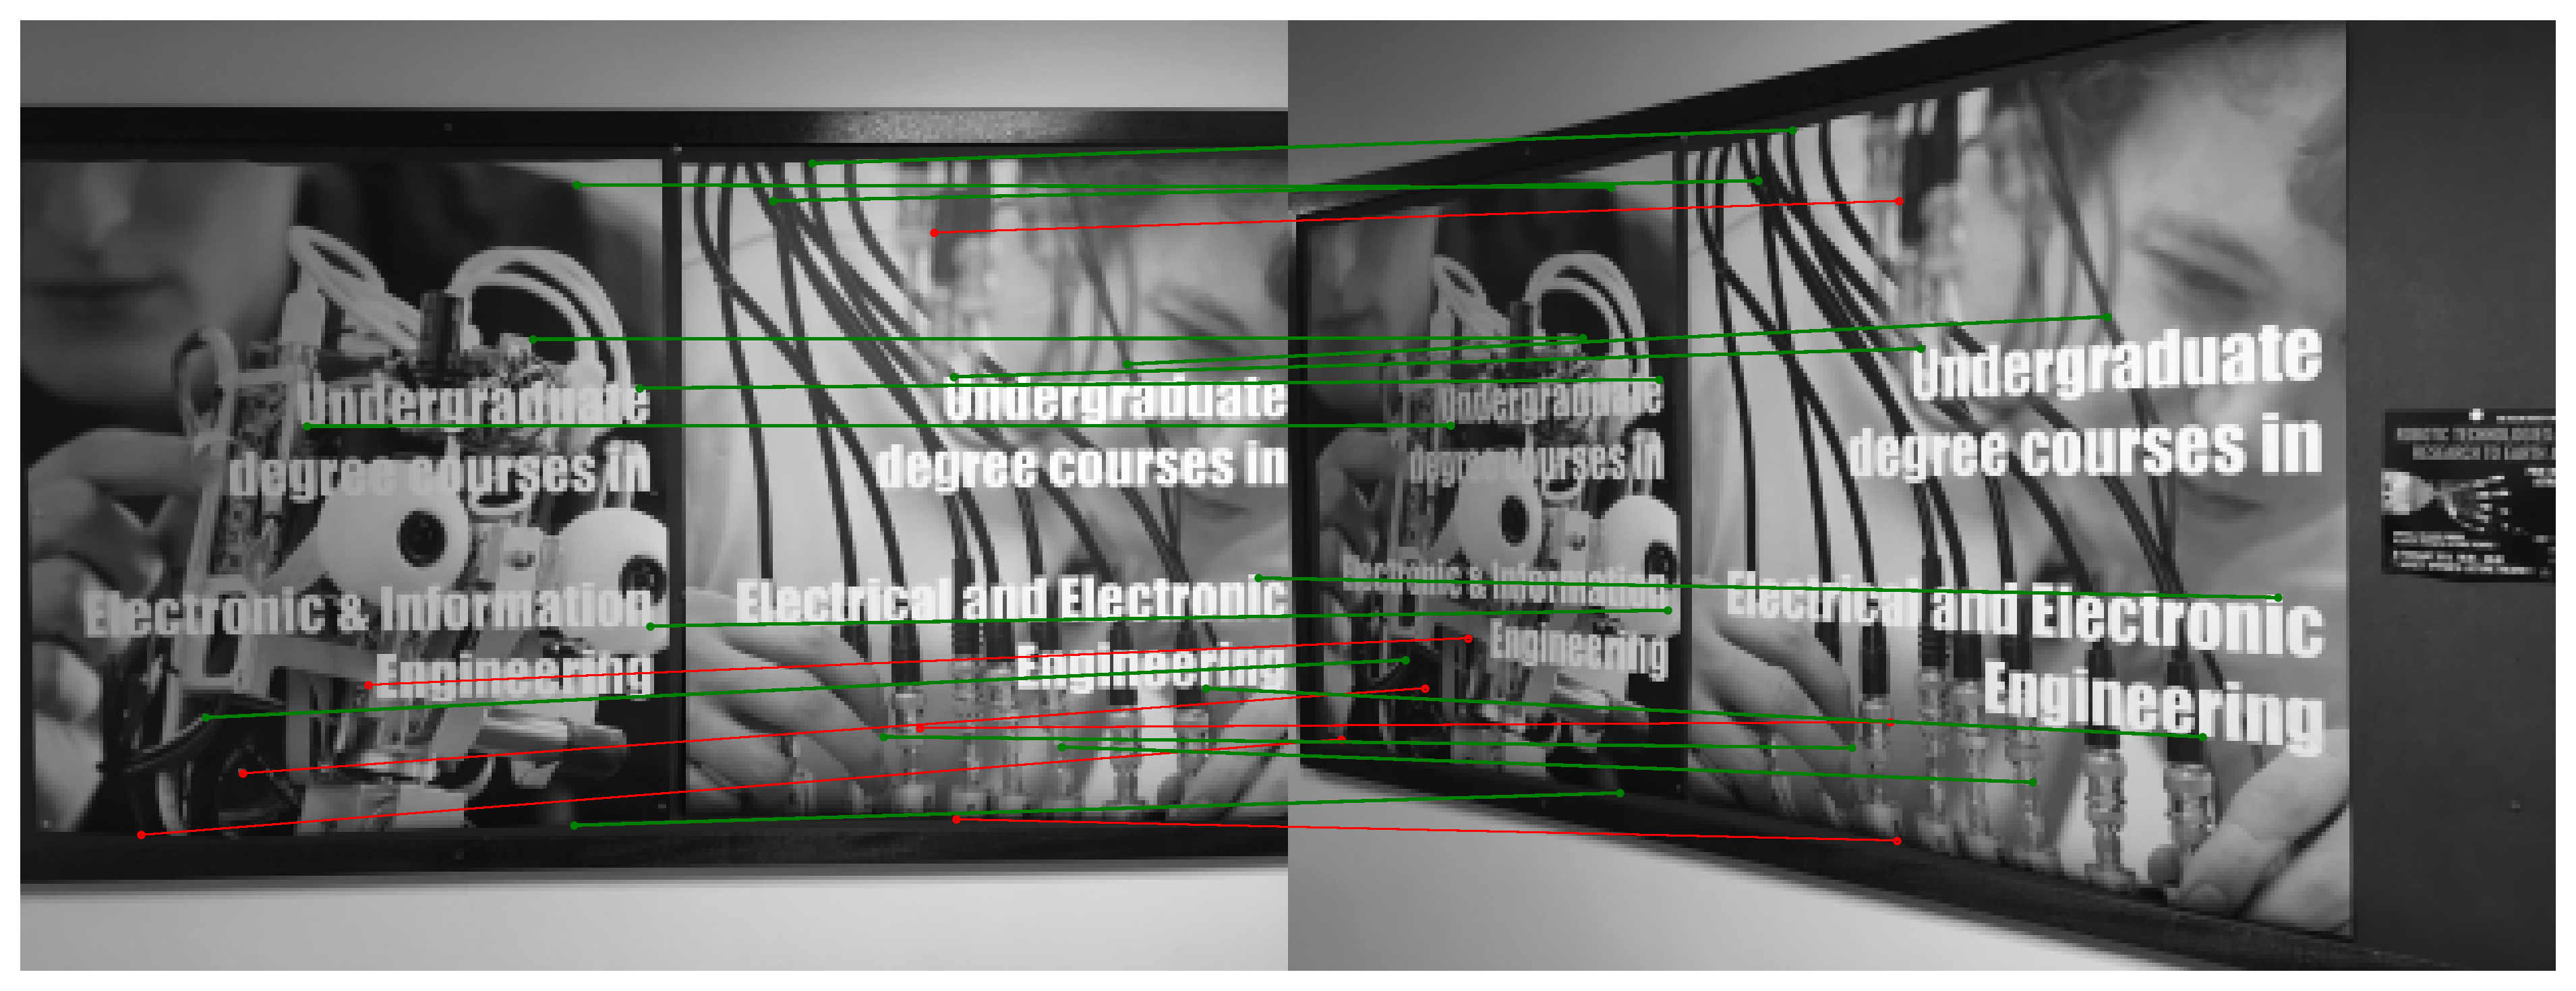 Undergraduate
degree courses in
Electronic & Information
Engineering
Undergraduate
degree courses in
Electrical and Electronic
Engineering
Undergraduate
degree courses in
Electronic & Information
Engineering
Undergraduate
degree courses in
Electrical and Electronic
Engineering